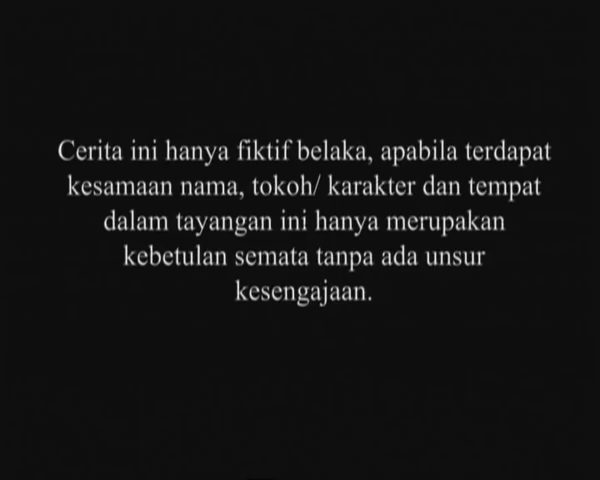 Cerita ini hanya fiktif belaka, apabila terdapat
kesamaan nama, tokoh/ karakter dan tempat
dalam tayangan ini hanya merupakan
kebetulan semata tanpa ada unsur
kesengajaan.